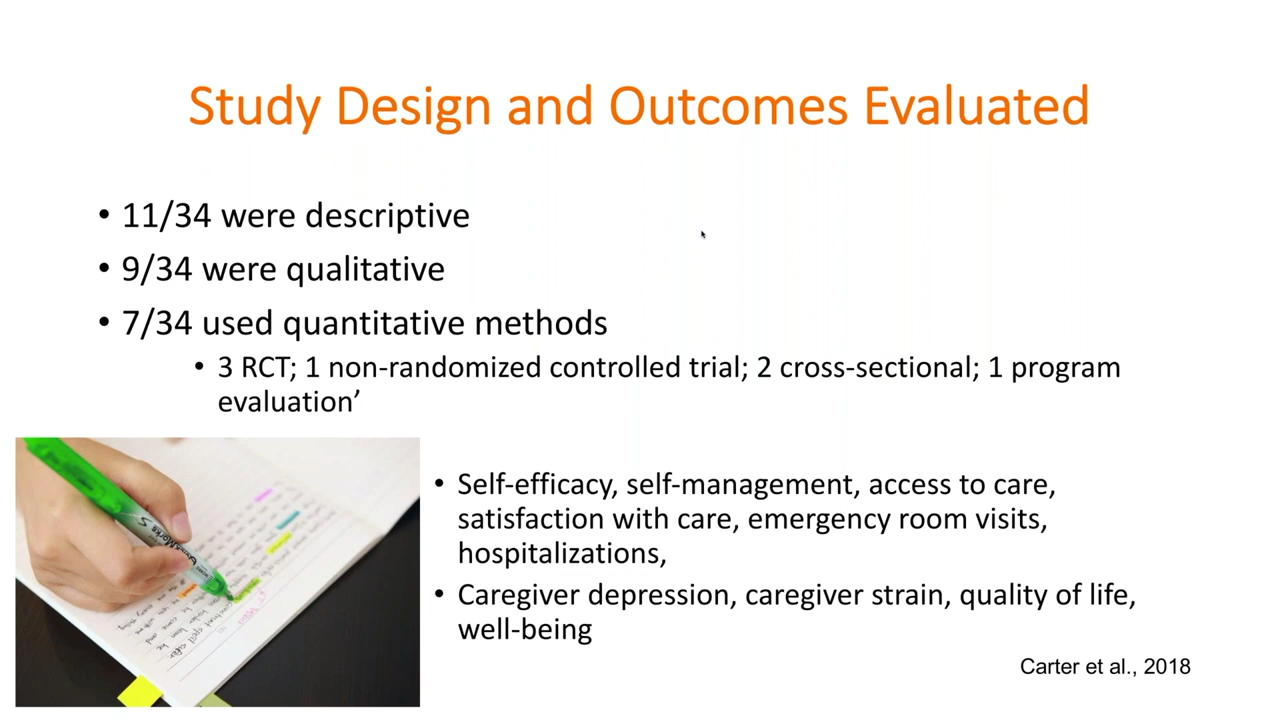 Study Design and Outcomes Evaluated
• 11/34 were descriptive
• 9/34 were qualitative
• 7/34 used quantitative methods
• 3 RCT; 1 non-randomized controlled trial; 2 cross-sectional; 1 program
evaluation’
• Self-efficacy, self-management, access to care,
satisfaction with care, emergency room visits,
hospitalizations,
• Caregiver depression, caregiver strain, quality of life,
well-being
Carter et al., 2018